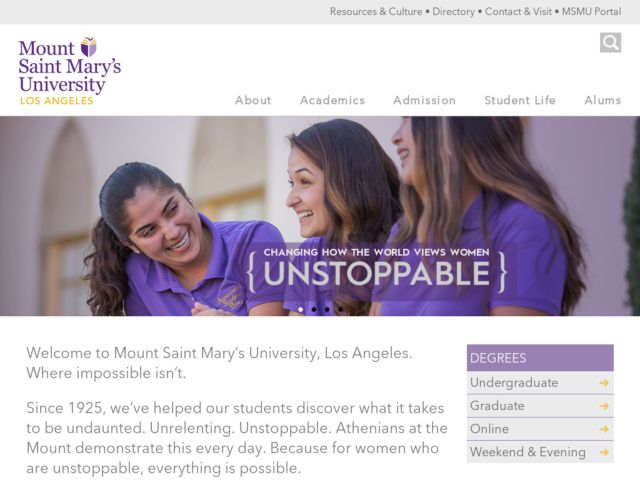 Resources & Culture • Directory • Contact & Visit • MSMU Portal
Mount
Saint Mary's
University
LOS ANGELES
About Academics Admission Student Life Alums
CHANGING HOW THE WORLD VIEWS WOMEN
{UNSTOPPABLE}
Welcome to Mount Saint Mary's University, Los Angeles.
Where impossible isn't.
Since 1925, we've helped our students discover what it takes
to be undaunted. Unrelenting. Unstoppable. Athenians at the
Mount demonstrate this every day. Because for women who
are unstoppable, everything is possible.
DEGREES
Undergraduate ➔
Graduate ➔
Online ➔
Weekend & Evening ➔